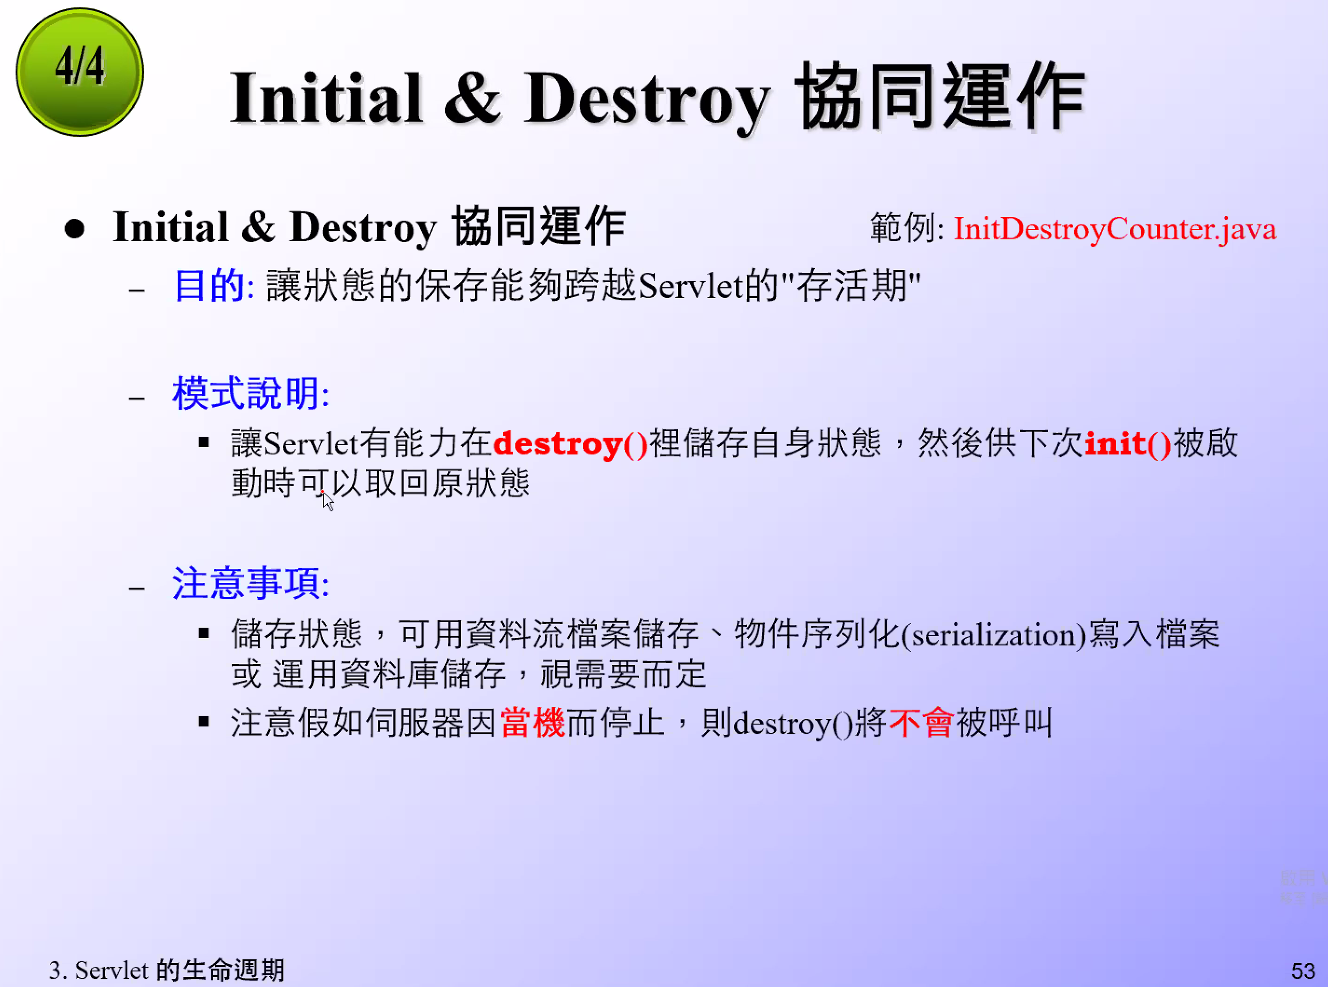 4/4
Initial & Destroy 協同運作
● Initial & Destroy 協同運作
範例: InitDestroyCounter.java
– 目的: 讓狀態的保存能夠跨越Servlet的"存活期"
– 模式說明:
▪ 讓Servlet有能力在destroy()裡儲存自身狀態，然後供下次init()被啟
動時可以取回原狀態
– 注意事項:
▪ 儲存狀態，可用資料流檔案儲存、物件序列化(serialization)寫入檔案
或 運用資料庫儲存，視需要而定
▪ 注意假如伺服器因當機而停止，則destroy()將不會被呼叫
3. Servlet 的生命週期
53